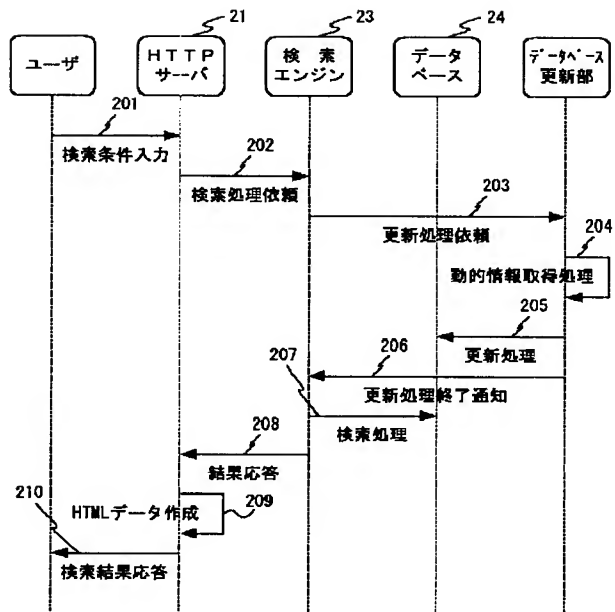 21
23
24
ユーザ
HTTP
サーバ
検索
エンジン
データ
ベース
データベース
更新部
201
検索条件入力
202
検索処理依頼
203
更新処理依頼
204
動的情報取得処理
205
更新処理
206
更新処理終了通知
207
検索処理
208
結果応答
209
HTMLデータ作成
210
検索結果応答